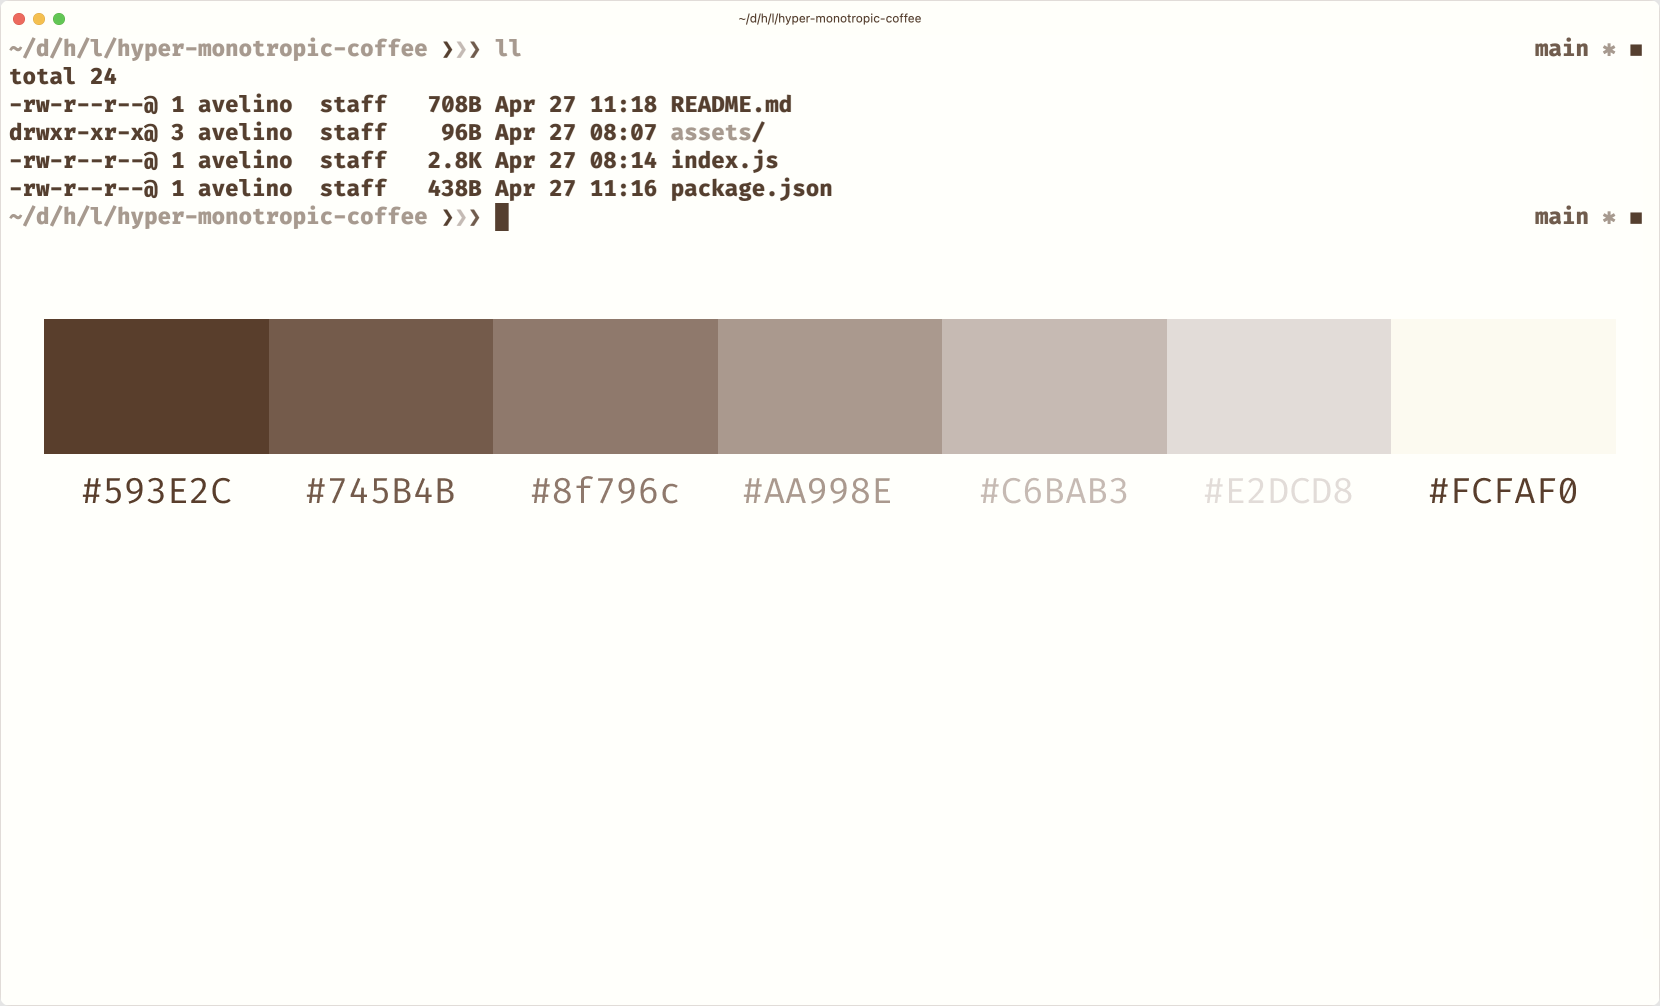 ~/d/h/l/hyper-monotropic-coffee
~/d/h/l/hyper-monotropic-coffee ❯❯❯ ll main ✱ ■
total 24
-rw-r--r--@ 1 avelino  staff   708B Apr 27 11:18 README.md
drwxr-xr-x@ 3 avelino  staff    96B Apr 27 08:07 assets/
-rw-r--r--@ 1 avelino  staff   2.8K Apr 27 08:14 index.js
-rw-r--r--@ 1 avelino  staff   438B Apr 27 11:16 package.json
~/d/h/l/hyper-monotropic-coffee ❯❯❯ main ✱ ■
#593E2C #745B4B #8f796c #AA998E #C6BAB3 #E2DCD8 #FCFAF0